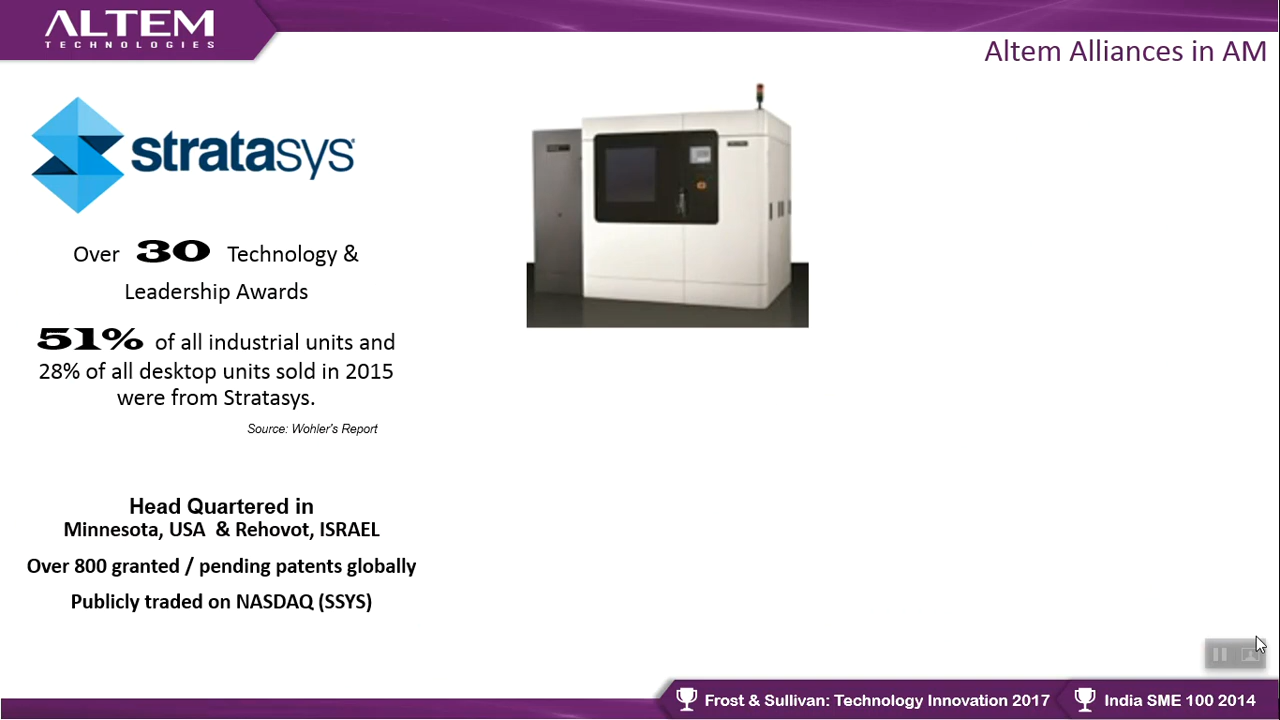 ALTEM
TECHNOLOGIES
Altem Alliances in AM
stratasys
Over 30 Technology &
Leadership Awards
51% of all industrial units and
28% of all desktop units sold in 2015
were from Stratasys.
Source: Wohler's Report
Head Quartered in
Minnesota, USA & Rehovot, ISRAEL
Over 800 granted / pending patents globally
Publicly traded on NASDAQ (SSYS)
Frost & Sullivan: Technology Innovation 2017
India SME 100 2014